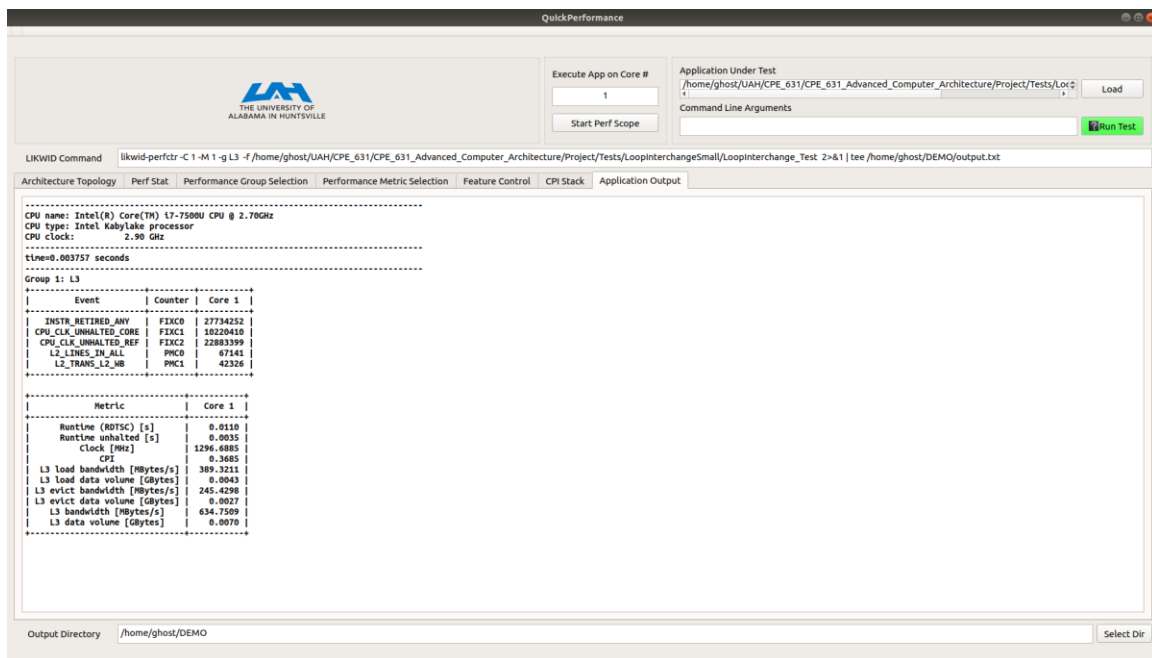 QuickPerformance
UAH
THE UNIVERSITY OF
ALABAMA IN HUNTSVILLE
Execute App on Core #
1
Start Perf Scope
Application Under Test
/home/ghost/UAH/CPE_631/CPE_631_Advanced_Computer_Architecture/Project/Tests/Loo
Load
Command Line Arguments
Run Test
LIKWID Command likwid-perfctr -C 1 -M 1 -g L3 -f /home/ghost/UAH/CPE_631/CPE_631_Advanced_Computer_Architecture/Project/Tests/LoopInterchangeSmall/LoopInterchange_Test 2>&1 | tee /home/ghost/DEMO/output.txt
Architecture Topology Perf Stat Performance Group Selection Performance Metric Selection Feature Control CPI Stack Application Output
--------------------------------------------------------------------------------
CPU name: Intel(R) Core(TM) i7-7500U CPU @ 2.70GHz
CPU type: Intel Kabylake processor
CPU clock: 2.90 GHz
--------------------------------------------------------------------------------
time=0.003757 seconds
--------------------------------------------------------------------------------
Group 1: L3
+-----------------------+---------+----------+
| Event | Counter | Core 1 |
+-----------------------+---------+----------+
| INSTR_RETIRED_ANY | FIXC0 | 27734252 |
| CPU_CLK_UNHALTED_CORE | FIXC1 | 10220410 |
| CPU_CLK_UNHALTED_REF | FIXC2 | 22883399 |
| L2_LINES_IN_ALL | PMC0 | 67141 |
| L2_TRANS_L2_WB | PMC1 | 42326 |
+-----------------------+---------+----------+
+-------------------------------+-----------+
| Metric | Core 1 |
+-------------------------------+-----------+
| Runtime (RDTSC) [s] | 0.0110 |
| Runtime unhalted [s] | 0.0035 |
| Clock [MHz] | 1296.6885 |
| CPI | 0.3685 |
| L3 load bandwidth [MBytes/s] | 389.3211 |
| L3 load data volume [GBytes] | 0.0043 |
| L3 evict bandwidth [MBytes/s] | 245.4298 |
| L3 evict data volume [GBytes] | 0.0027 |
| L3 bandwidth [MBytes/s] | 634.7509 |
| L3 data volume [GBytes] | 0.0070 |
+-------------------------------+-----------+
Output Directory /home/ghost/DEMO Select Dir